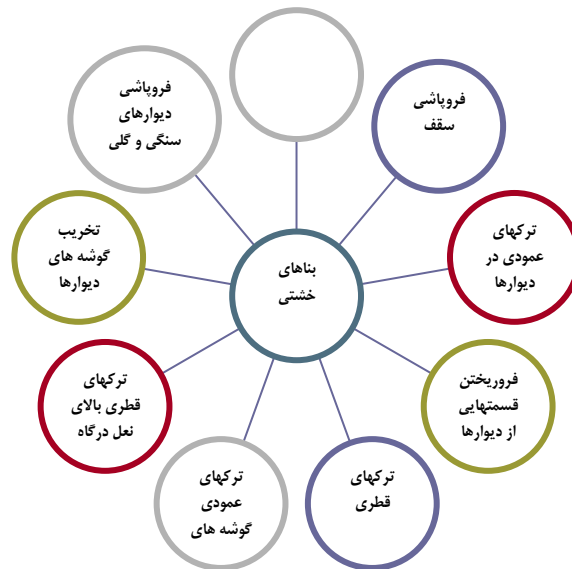 فروپاشی
سقف
ترکهای
عمودی در
دیوارها
فروریختن
قسمتهایی
از دیوارها
ترکهای
قطری
ترکهای
عمودی
گوشه های
ترکهای
قطری بالای
نعل درگاه
تخریب
گوشه های
دیوارها
فروپاشی
دیوارهای
سنگی و گلی
بناهای
خشتی